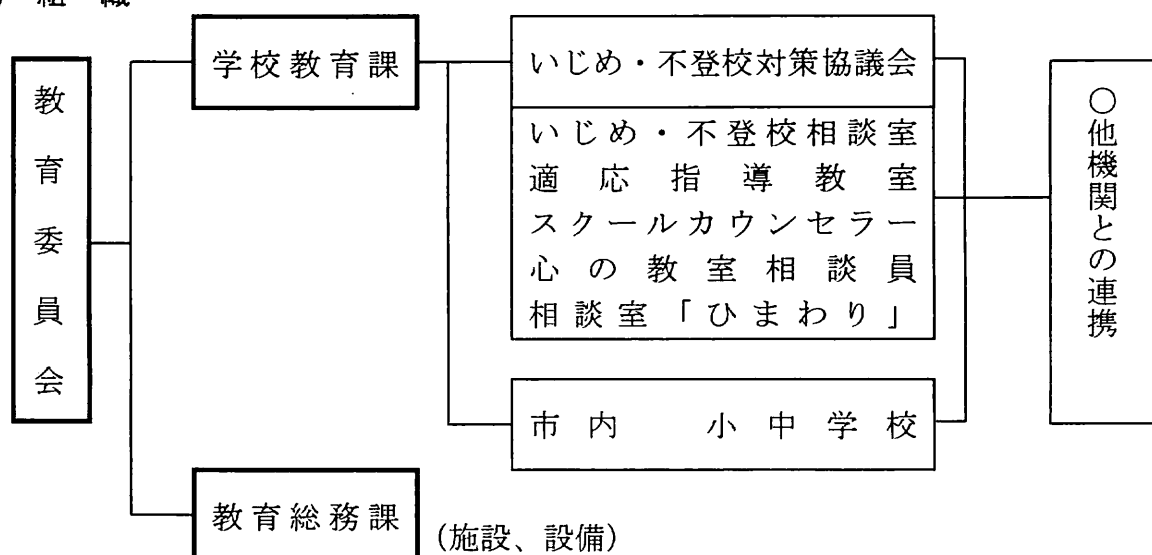 組織
教育委員会
学校教育課
いじめ・不登校対策協議会
いじめ・不登校相談室
適応指導教室
スクールカウンセラー
心の教室相談員
相談室「ひまわり」
市内 小中学校
○他機関との連携
教育総務課
(施設、設備)